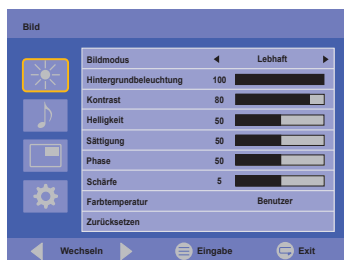 Bild
Bildmodus Lebhaft
Hintergrundbeleuchtung 100
Kontrast 80
Helligkeit 50
Sättigung 50
Phase 50
Schärfe 5
Farbtemperatur Benutzer
Zurücksetzen
Wechseln Eingabe Exit